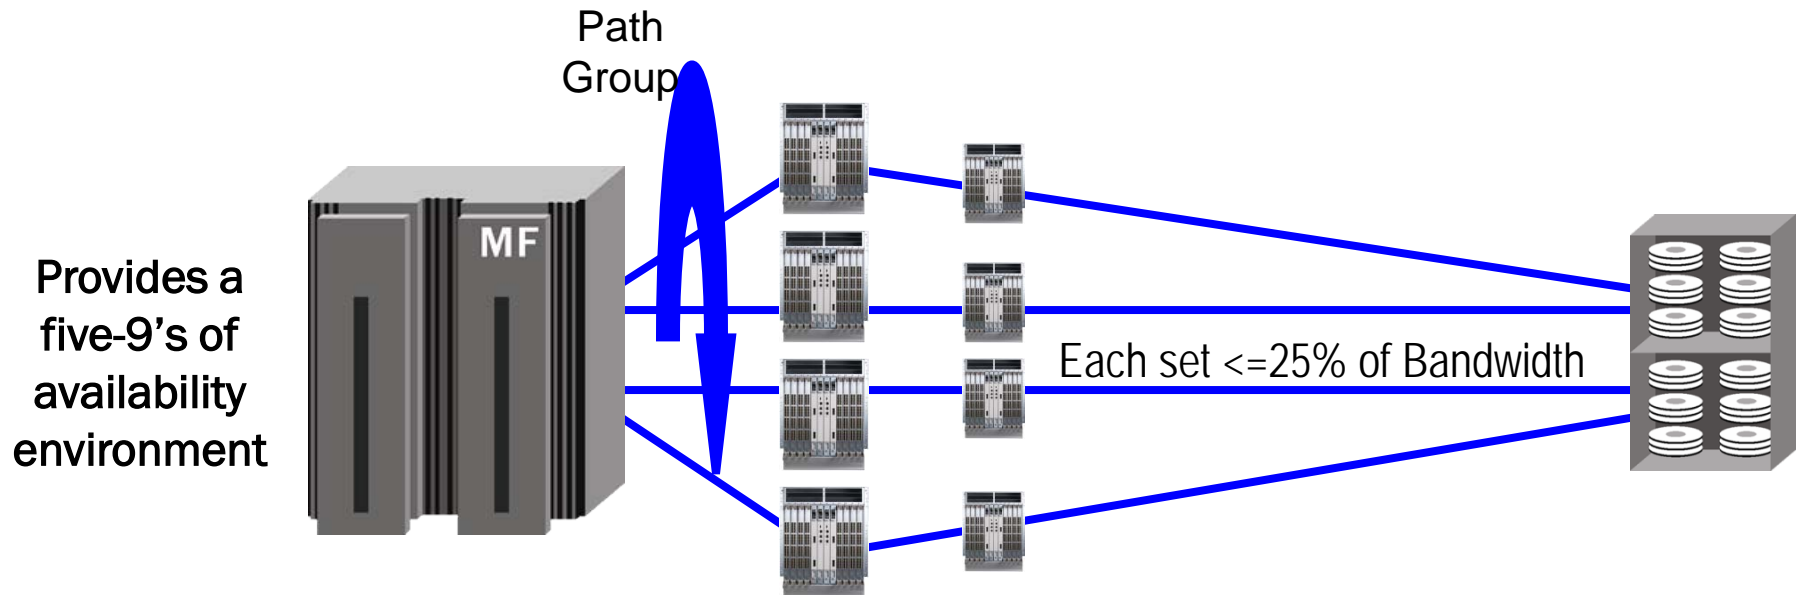 Path
Group
Provides a
five-9’s of
availability
environment
MF
Each set <=25% of Bandwidth